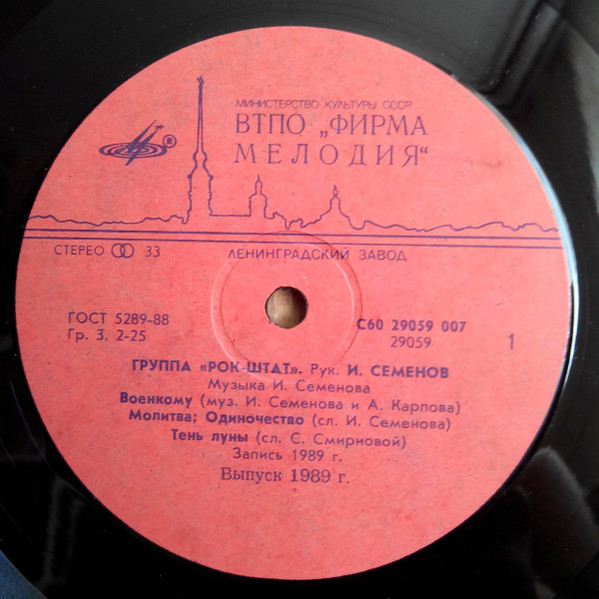 МИНИСТЕРСТВО КУЛЬТУРЫ СССР
ВТПО „ФИРМА
МЕЛОДИЯ“
®
СТЕРЕО 33
ЛЕНИНГРАДСКИЙ ЗАВОД
ГОСТ 5289-88
Гр. 3. 2-25
С60 29059 007
29059
1
ГРУППА «РОК-ШТАТ». Рук. И. СЕМЕНОВ
Музыка И. Семенова
Военкому (муз. И. Семенова и А. Карпова)
Молитва; Одиночество (сл. И. Семенова)
Тень луны (сл. С. Смирновой)
Запись 1989 г.
Выпуск 1989 г.